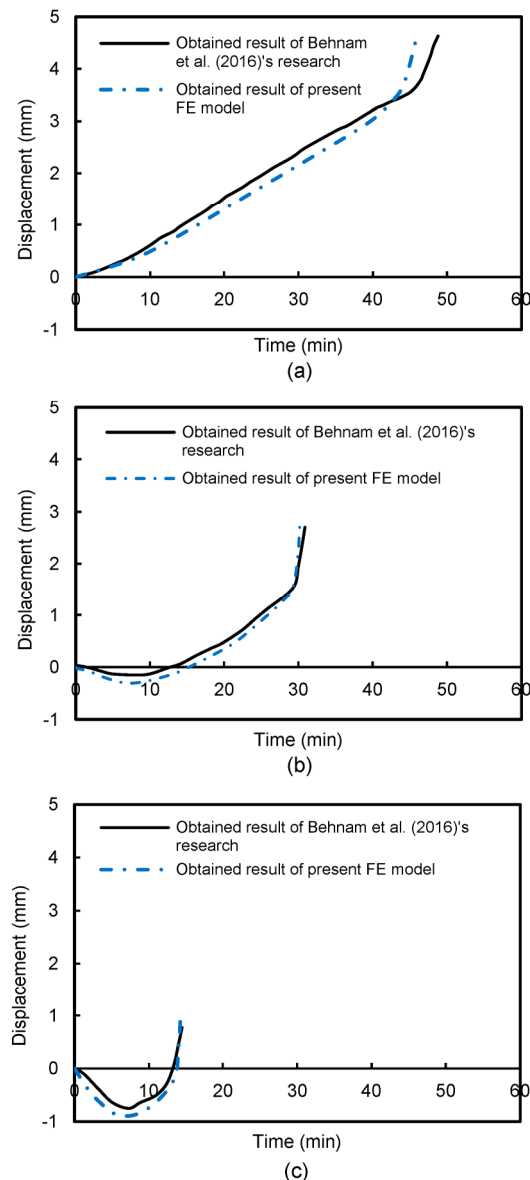 5
Obtained result of Behnam
et al. (2016)'s research
4
Obtained result of present
FE model
3
2
1
0
0 10 20 30 40 50 60
-1
Displacement (mm)
Time (min)
(a)
5
Obtained result of Behnam et al. (2016)'s
research
4
Obtained result of present FE model
3
2
1
0
0 10 20 30 40 50 60
-1
Displacement (mm)
Time (min)
(b)
5
Obtained result of Behnam et al. (2016)'s
research
4
Obtained result of present FE model
3
2
1
0
0 10 20 30 40 50 60
-1
Displacement (mm)
Time (min)
(c)